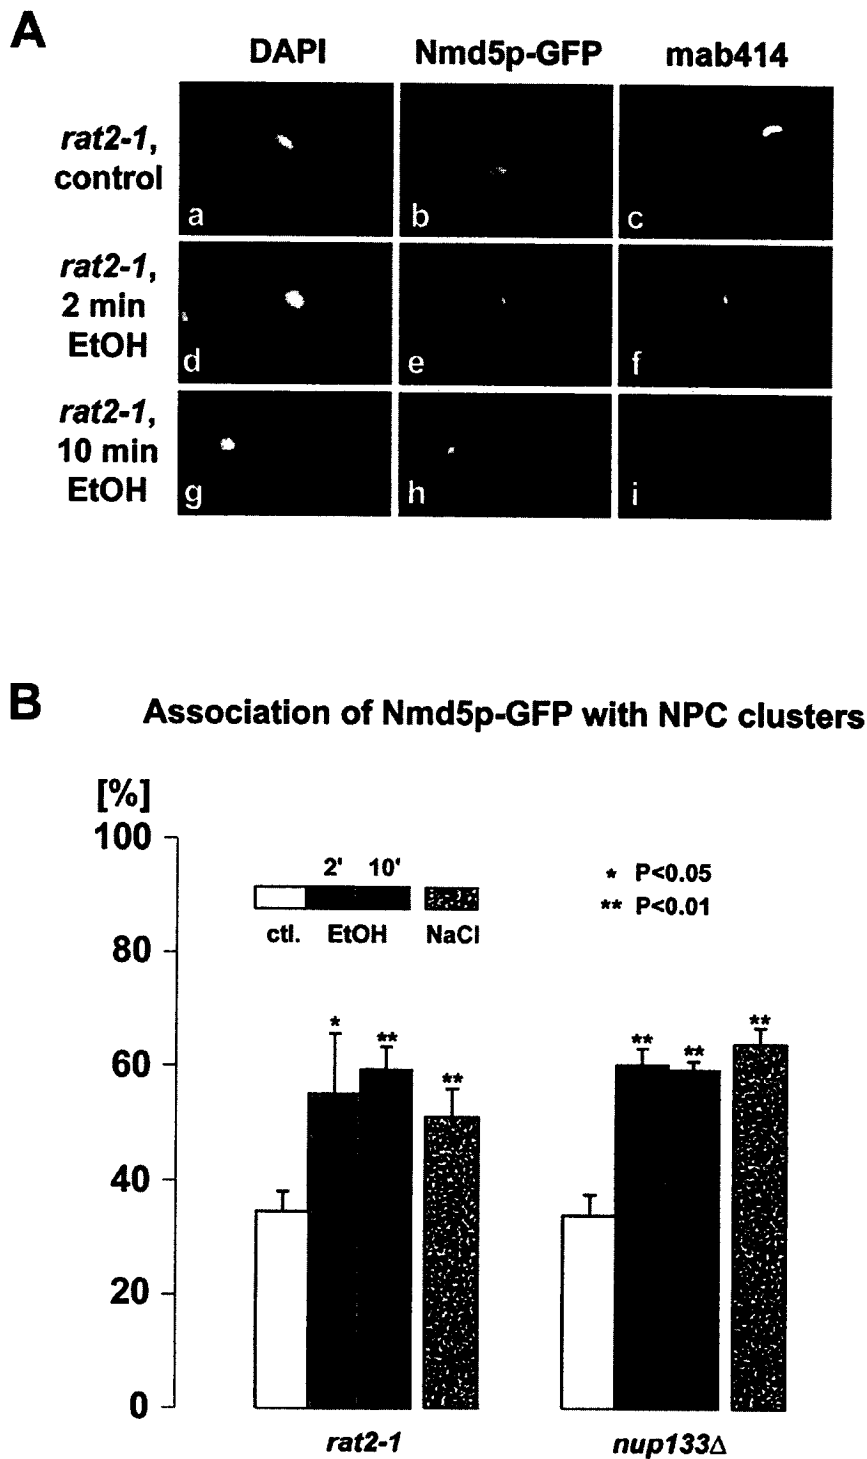 A
DAPI Nmd5p-GFP mab414
rat2-1,
control
a b c
rat2-1,
2 min
EtOH
d e f
rat2-1,
10 min
EtOH
g h i
B Association of Nmd5p-GFP with NPC clusters
[%]
100
80
60
40
20
0
2' 10'
ctl. EtOH NaCl
* P<0.05
** P<0.01
* ** **
** ** **
rat2-1 nup133Δ